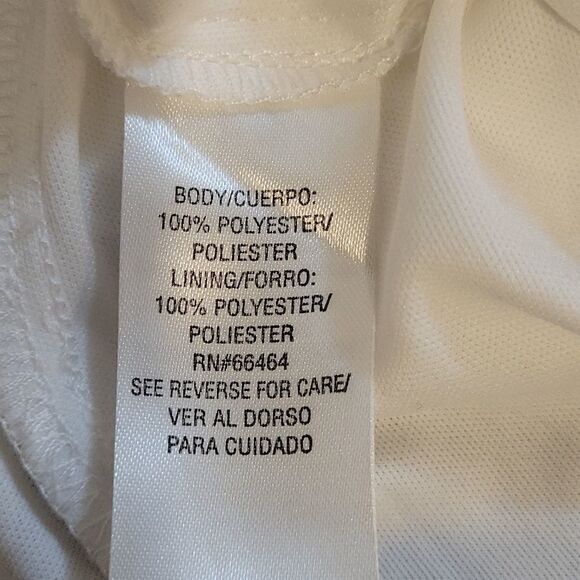 BODY/CUERPO:
100% POLYESTER/
POLIESTER
LINING/FORRO:
100% POLYESTER/
POLIESTER
RN#66464
SEE REVERSE FOR CARE/
VER AL DORSO
PARA CUIDADO